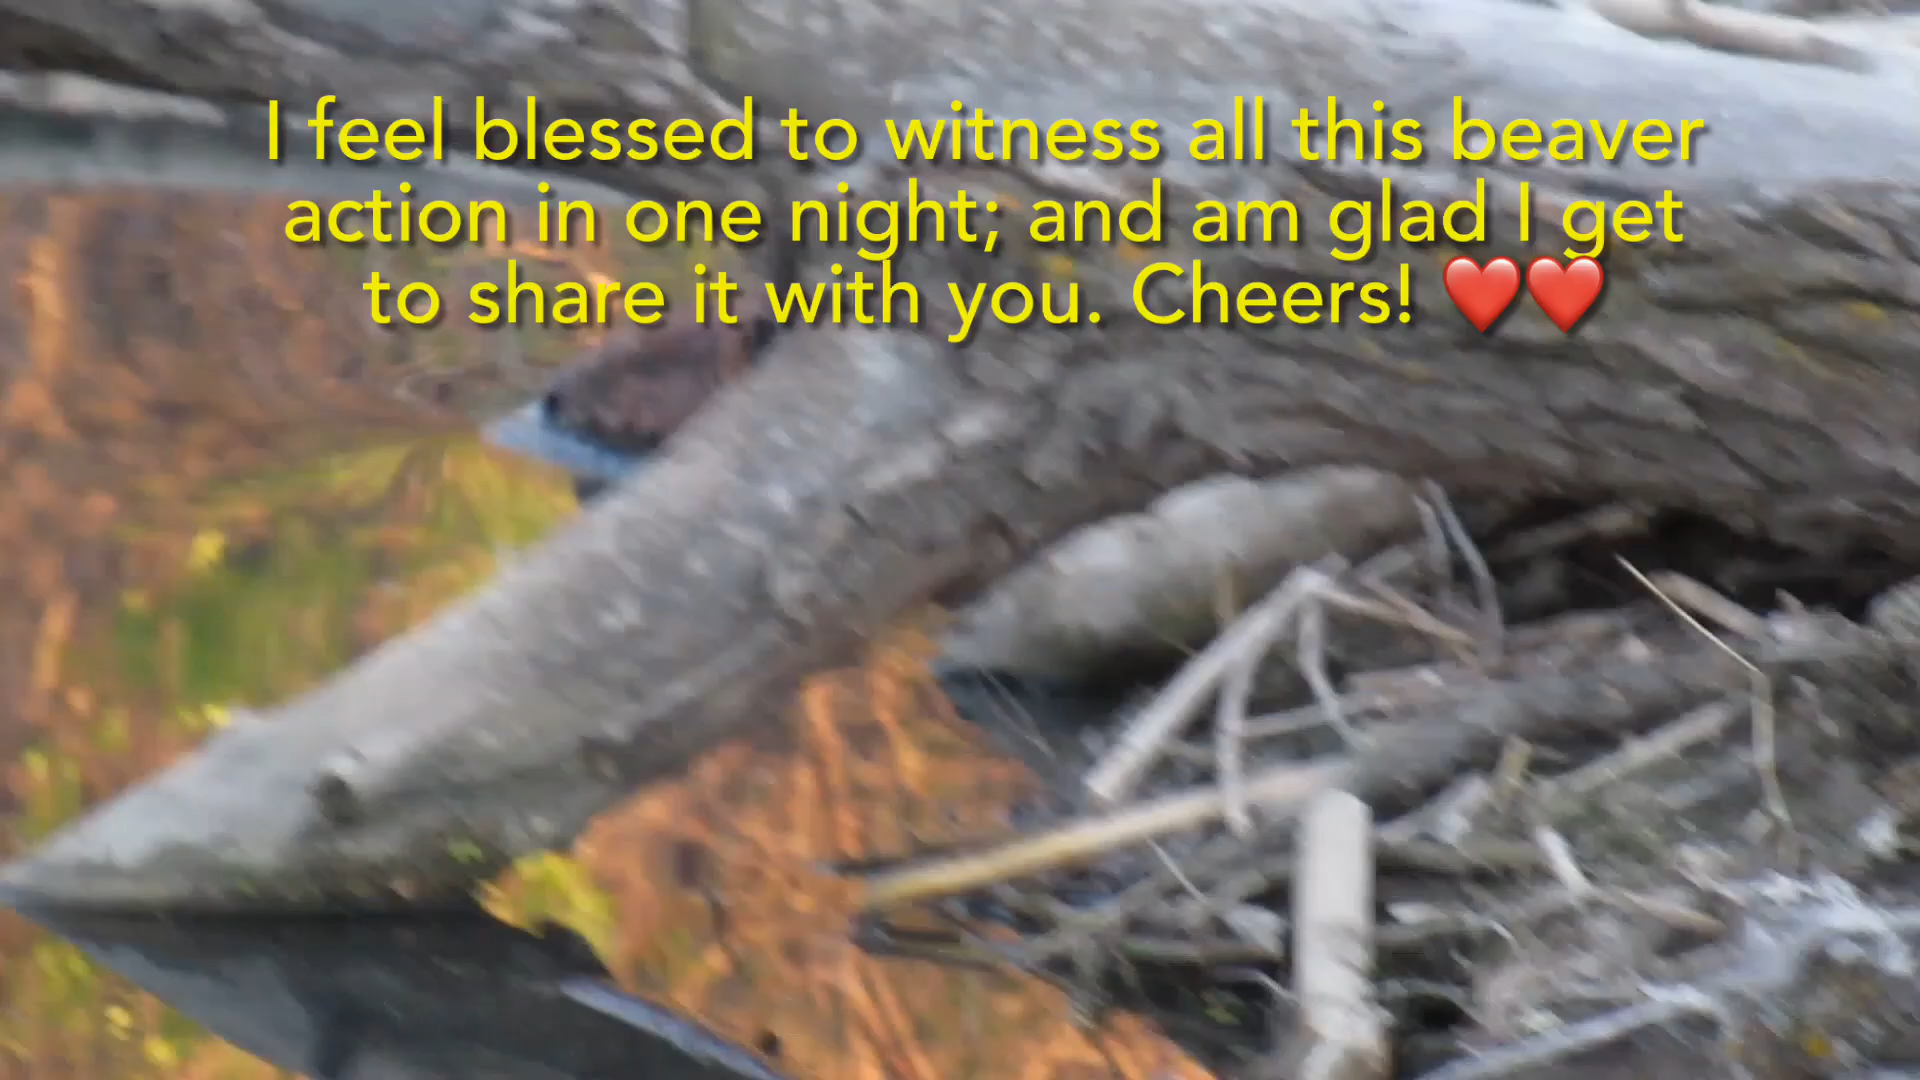 I feel blessed to witness all this beaver
action in one night; and am glad I get
to share it with you. Cheers! ❤️❤️